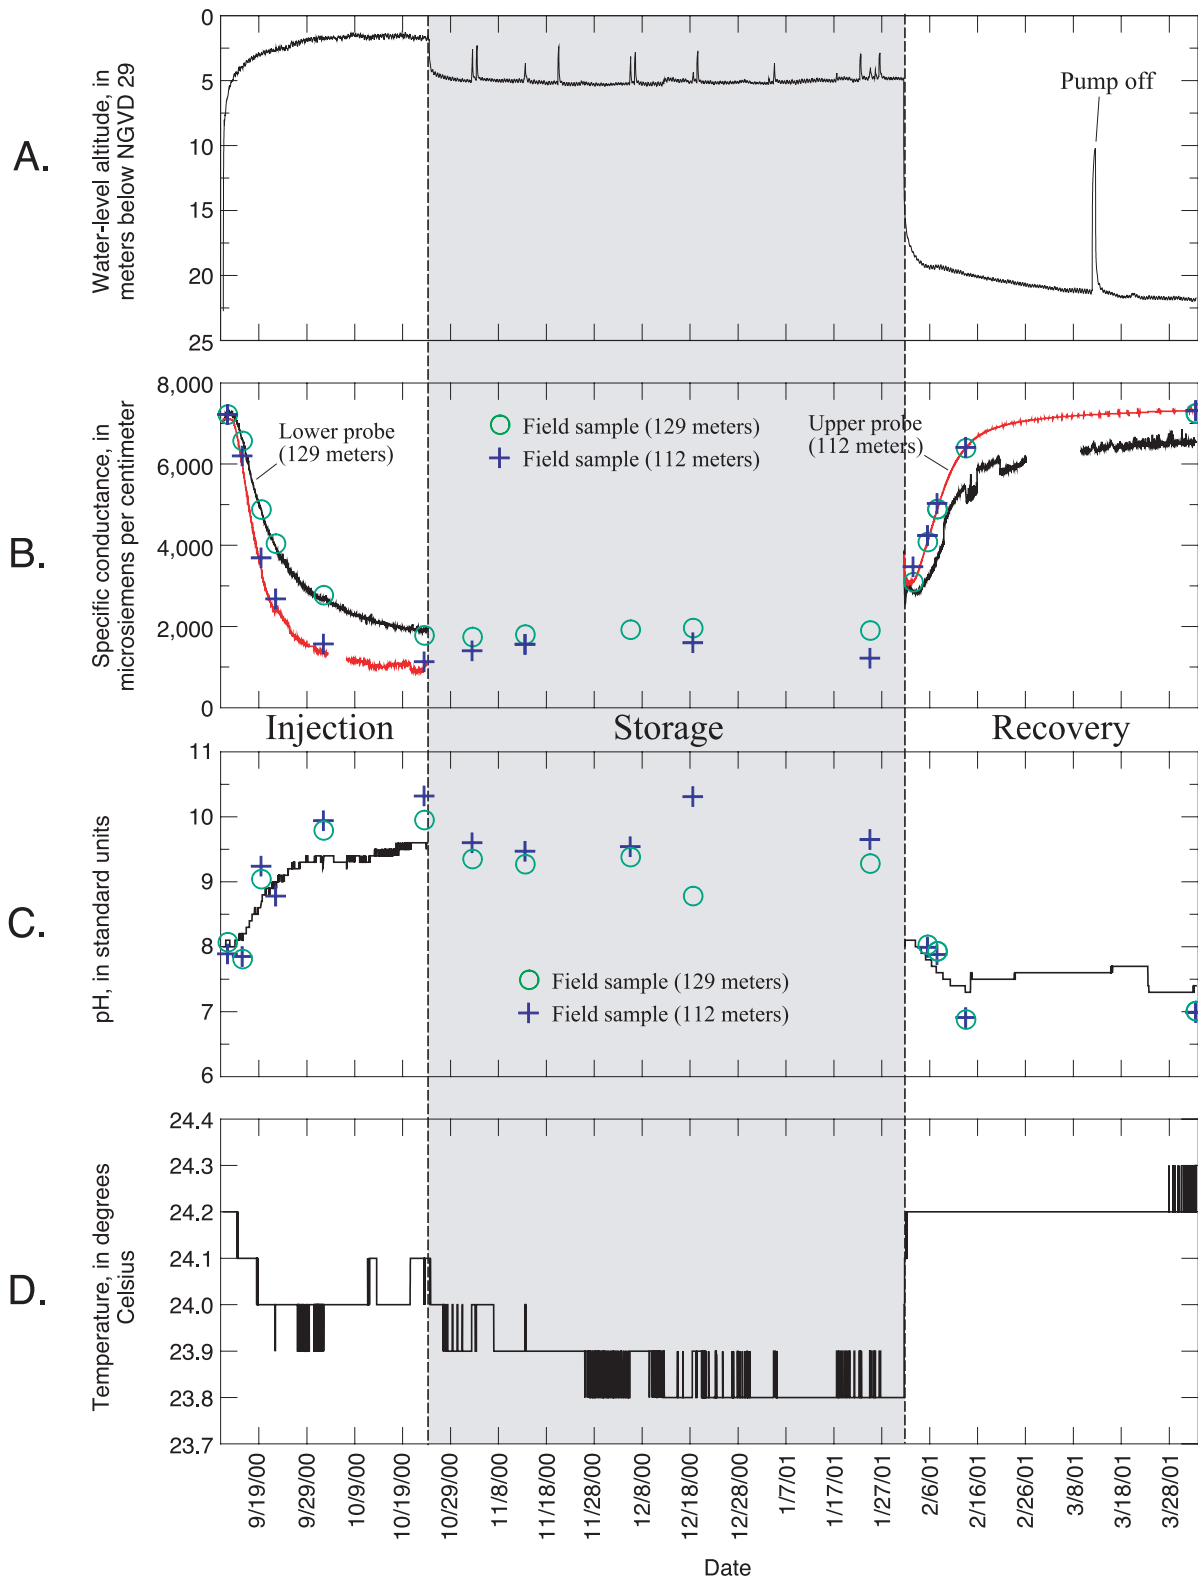 A.
Water-level altitude, in
meters below NGVD 29
0
5
10
15
20
25
Pump off
B.
Specific conductance, in
microsiemens per centimeter
8,000
6,000
4,000
2,000
0
Lower probe
(129 meters)
Field sample (129 meters)
Field sample (112 meters)
Upper probe
(112 meters)
Injection
Storage
Recovery
C.
pH, in standard units
11
10
9
8
7
6
Field sample (129 meters)
Field sample (112 meters)
D.
Temperature, in degrees
Celsius
24.4
24.3
24.2
24.1
24.0
23.9
23.8
23.7
9/19/00
9/29/00
10/9/00
10/19/00
10/29/00
11/8/00
11/18/00
11/28/00
12/8/00
12/18/00
12/28/00
1/7/01
1/17/01
1/27/01
2/6/01
2/16/01
2/26/01
3/8/01
3/18/01
3/28/01
Date